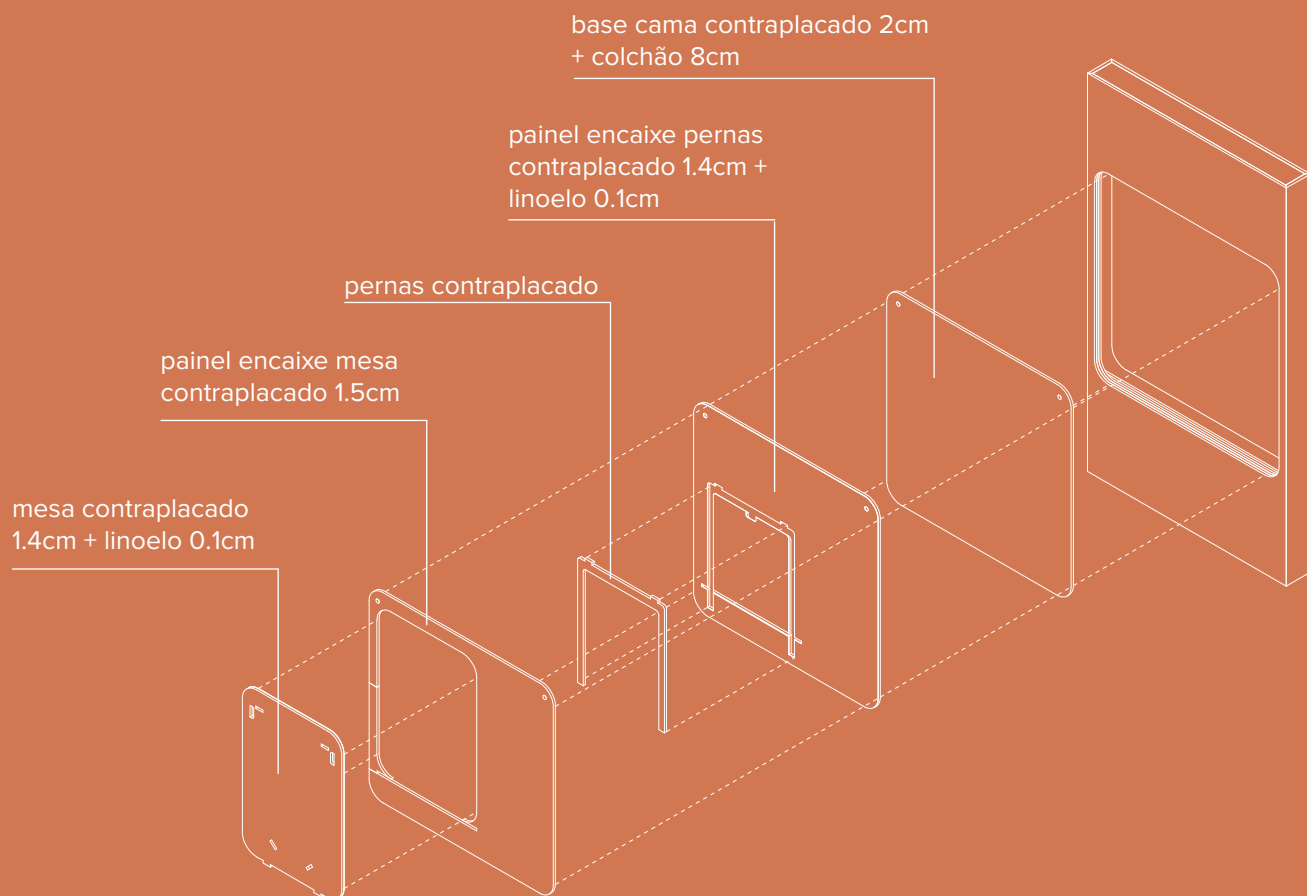 base cama contraplacado 2cm
+ colchão 8cm
painel encaixe pernas
contraplacado 1.4cm +
linoelo 0.1cm
pernas contraplacado
painel encaixe mesa
contraplacado 1.5cm
mesa contraplacado
1.4cm + linoelo 0.1cm